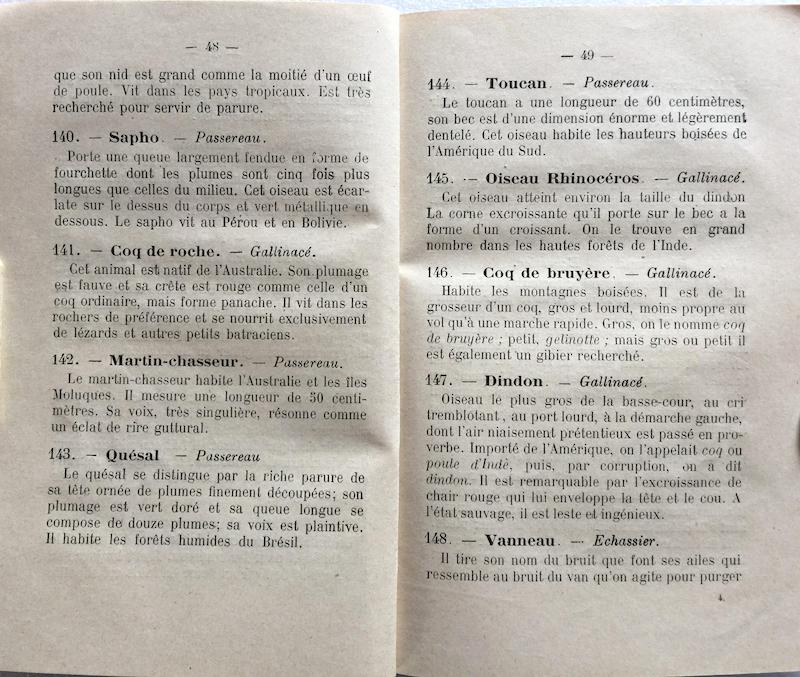 — 48 —
que son nid est grand comme la moitié d'un œuf
de poule. Vit dans les pays tropicaux. Est très
recherché pour servir de parure.
140. — Sapho. — Passereau.
Porte une queue largement fendue en forme de
fourchette dont les plumes sont cinq fois plus
longues que celles du milieu. Cet oiseau est écar-
late sur le dessus du corps et vert métallique en
dessous. Le sapho vit au Pérou et en Bolivie.
141. — Coq de roche. — Gallinacé.
Cet animal est natif de l'Australie. Son plumage
est fauve et sa crête est rouge comme celle d'un
coq ordinaire, mais forme panache. Il vit dans les
rochers de préférence et se nourrit exclusivement
de lézards et autres petits batraciens.
142. — Martin-chasseur. — Passereau.
Le martin-chasseur habite l'Australie et les îles
Moluques. Il mesure une longueur de 50 centi-
mètres. Sa voix, très singulière, résonne comme
un éclat de rire guttural.
143. — Quésal — Passereau
Le quésal se distingue par la riche parure de
sa tête ornée de plumes finement découpées; son
plumage est vert doré et sa queue longue se
compose de douze plumes; sa voix est plaintive.
Il habite les forêts humides du Brésil.
— 49 —
144. — Toucan. — Passereau.
Le toucan a une longueur de 60 centimètres,
son bec est d'une dimension énorme et légèrement
dentelé. Cet oiseau habite les hauteurs boisées de
l'Amérique du Sud.
145. — Oiseau Rhinocéros. — Gallinacé.
Cet oiseau atteint environ la taille du dindon
La corne excroissante qu'il porte sur le bec a la
forme d'un croissant. On le trouve en grand
nombre dans les hautes forêts de l'Inde.
146. — Coq de bruyère. — Gallinacé.
Habite les montagnes boisées. Il est de la
grosseur d'un coq, gros et lourd, moins propre au
vol qu'à une marche rapide. Gros, on le nomme coq
de bruyère ; petit, gelinotte ; mais gros ou petit il
est également un gibier recherché.
147. — Dindon. — Gallinacé.
Oiseau le plus gros de la basse-cour, au cri
tremblotant, au port lourd, à la démarche gauche,
dont l'air niaisement prétentieux est passé en pro-
verbe. Importé de l'Amérique, on l'appelait coq ou
poule d'Inde, puis, par corruption, on a dit
dindon. Il est remarquable par l'excroissance de
chair rouge qui lui enveloppe la tête et le cou. A
l'état sauvage, il est leste et ingénieux.
148. — Vanneau. — Echassier.
Il tire son nom du bruit que font ses ailes qui
ressemble au bruit du van qu'on agite pour purger
4.